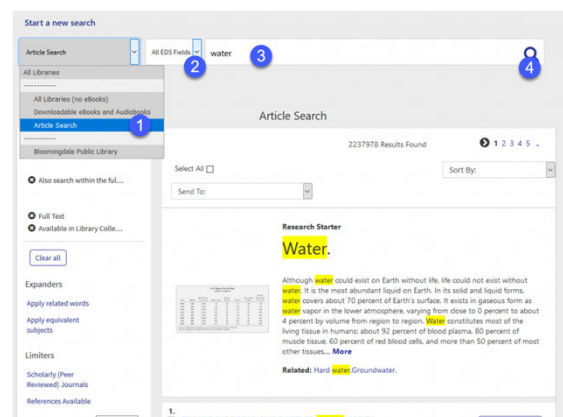 Start a new search
Article Search
All EDS Fields
water
3
2
4
All Libraries
----------
All Libraries (no eBooks)
Downloadable eBooks and Audiobooks
Article Search
1
----------
Bloomingdale Public Library
Article Search
2237978 Results Found
1 2 3 4 5
Select All
Sort By:
Send To:
Also search within the ful...
Full Text
Available in Library Colle...
Clear all
Expanders
Apply related words
Apply equivalent
subjects
Limiters
Scholarly (Peer
Reviewed) Journals
References Available
Research Starter
Water.
Although water could exist on Earth without life, life could not exist without
water. It is the most abundant liquid on Earth. In its solid and liquid forms,
water covers about 70 percent of Earth's surface. It exists in gaseous form as
water vapor in the lower atmosphere, varying from close to 0 percent to about
4 percent by volume from region to region. Water constitutes most of the
living tissue in humans: about 92 percent of blood plasma, 80 percent of
muscle tissue, 60 percent of red blood cells, and more than 50 percent of most
other tissues... More
Related: Hard water.Groundwater.
1.